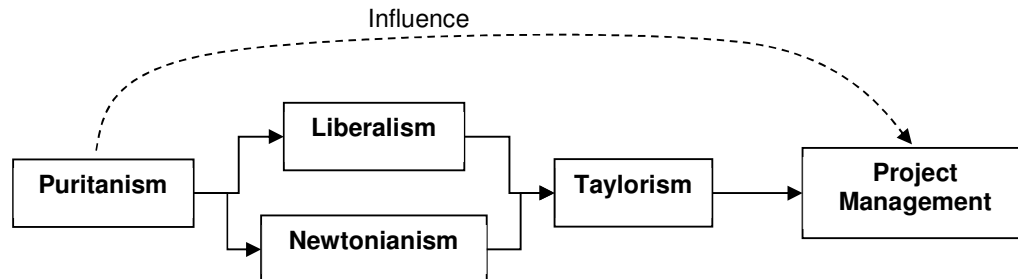 Influence
Liberalism
Puritanism
Taylorism
Project
Management
Newtonianism